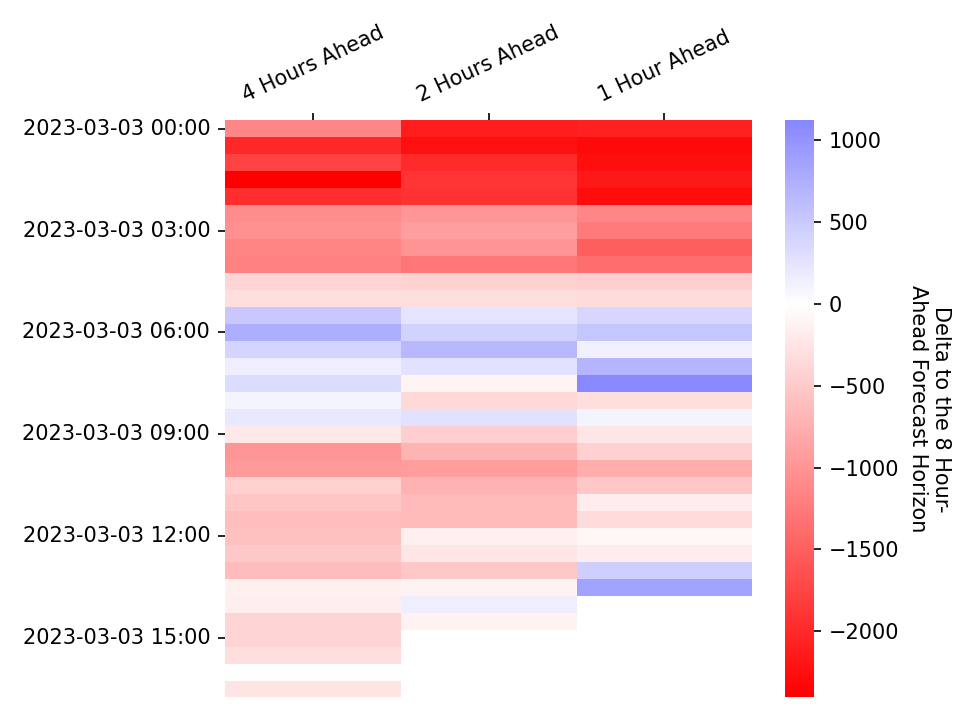 4 Hours Ahead
2 Hours Ahead
1 Hour Ahead
2023-03-03 00:00
2023-03-03 03:00
2023-03-03 06:00
2023-03-03 09:00
2023-03-03 12:00
2023-03-03 15:00
1000
500
0
−500
−1000
−1500
−2000
Delta to the 8 Hour-
Ahead Forecast Horizon